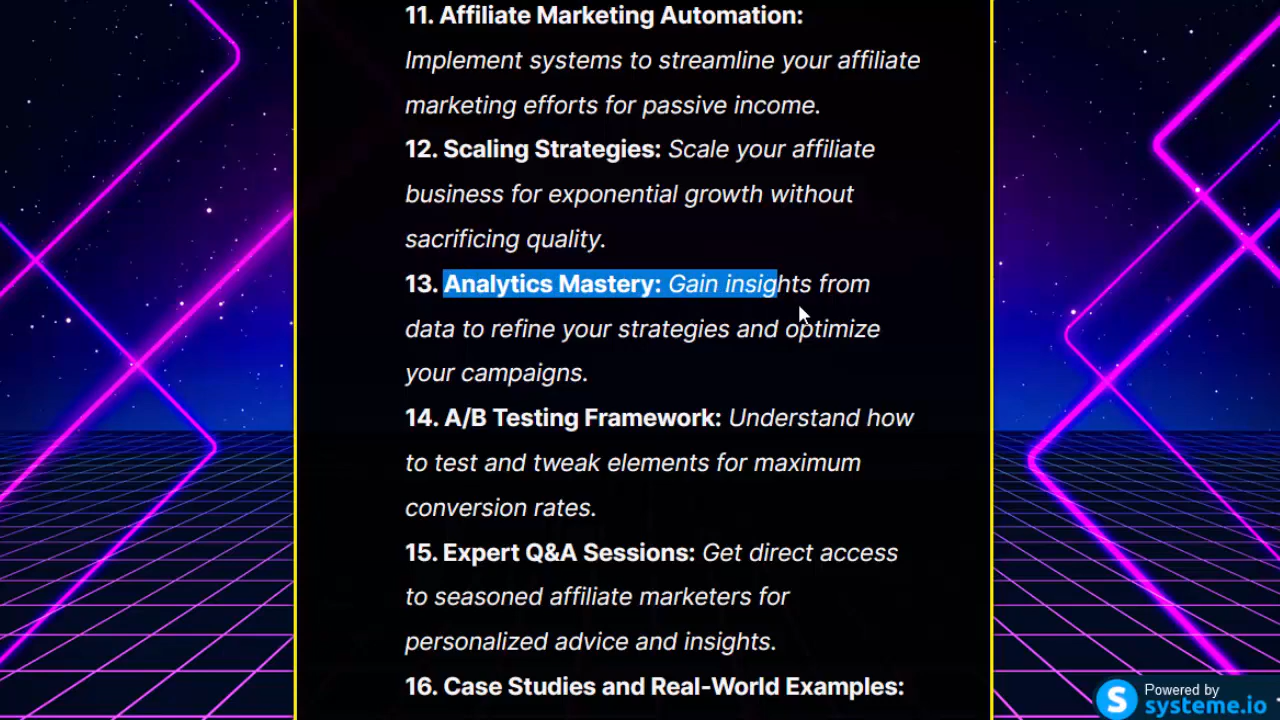 11. Affiliate Marketing Automation:
Implement systems to streamline your affiliate
marketing efforts for passive income.
12. Scaling Strategies: Scale your affiliate
business for exponential growth without
sacrificing quality.
13. Analytics Mastery: Gain insights from
data to refine your strategies and optimize
your campaigns.
14. A/B Testing Framework: Understand how
to test and tweak elements for maximum
conversion rates.
15. Expert Q&A Sessions: Get direct access
to seasoned affiliate marketers for
personalized advice and insights.
16. Case Studies and Real-World Examples:
Powered by
S systeme.io